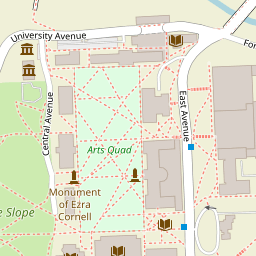 University Avenue
For
Central Avenue
East Avenue
Arts Quad
Monument
of Ezra
Cornell
e Slope